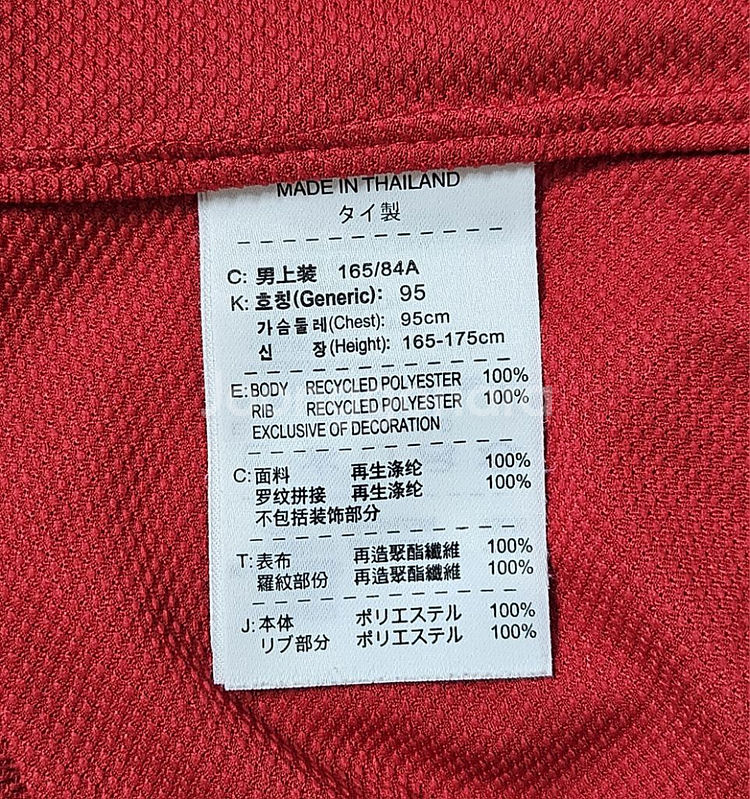 MADE IN THAILAND
タイ製
C: 男上装 165/84A
K: 호칭(Generic): 95
가슴둘레(Chest): 95cm
신 장(Height): 165-175cm
E: BODY RECYCLED POLYESTER 100%
RIB RECYCLED POLYESTER 100%
EXCLUSIVE OF DECORATION
C: 面料 再生涤纶 100%
罗纹拼接 再生涤纶 100%
不包括装饰部分
T: 表布 再造聚酯纖維 100%
羅紋部份 再造聚酯纖維 100%
J: 本体 ポリエステル 100%
リブ部分 ポリエステル 100%